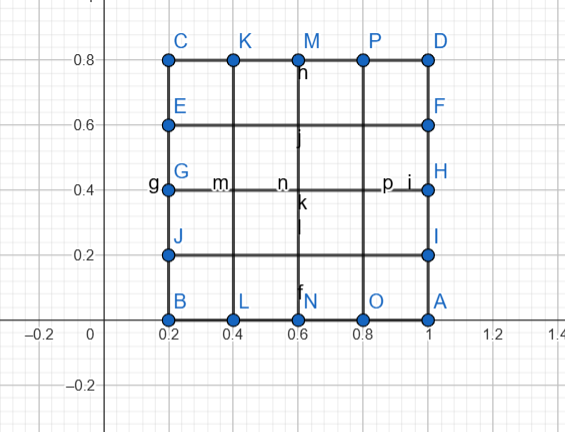 C K M P D
0.8
h
E F
0.6
j
G H
g m n p i
0.4
k
l
J I
0.2
f
B L N O A
−0.2 0 0.2 0.4 0.6 0.8 1 1.2 1.4
−0.2